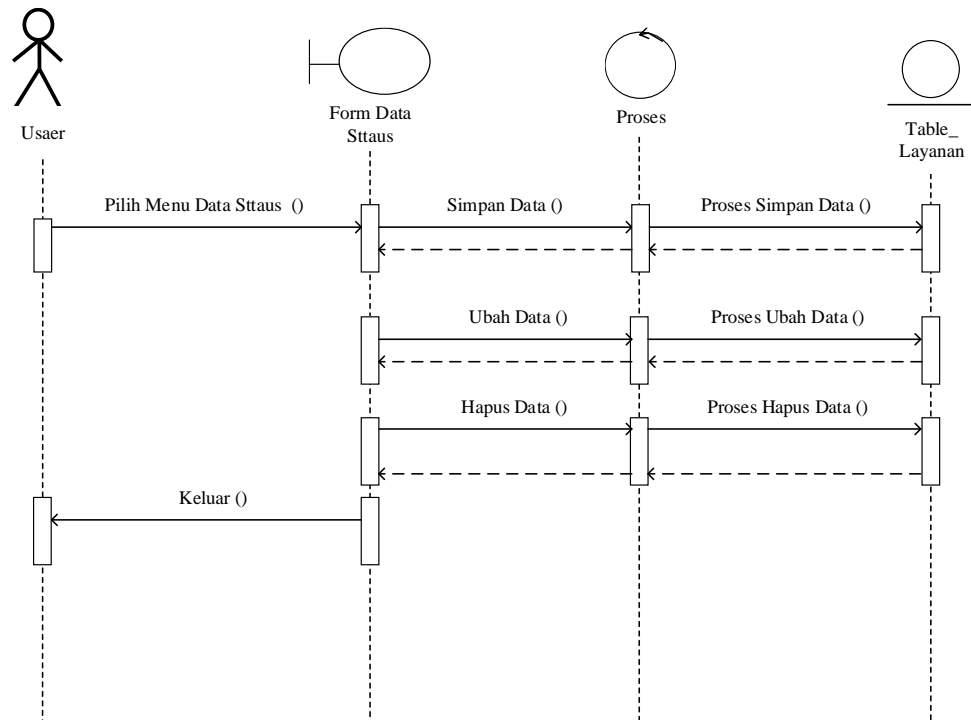 Usaer
Form Data
Sttaus
Proses
Table_
Layanan
Pilih Menu Data Sttaus ()
Simpan Data ()
Proses Simpan Data ()
Ubah Data ()
Proses Ubah Data ()
Hapus Data ()
Proses Hapus Data ()
Keluar ()